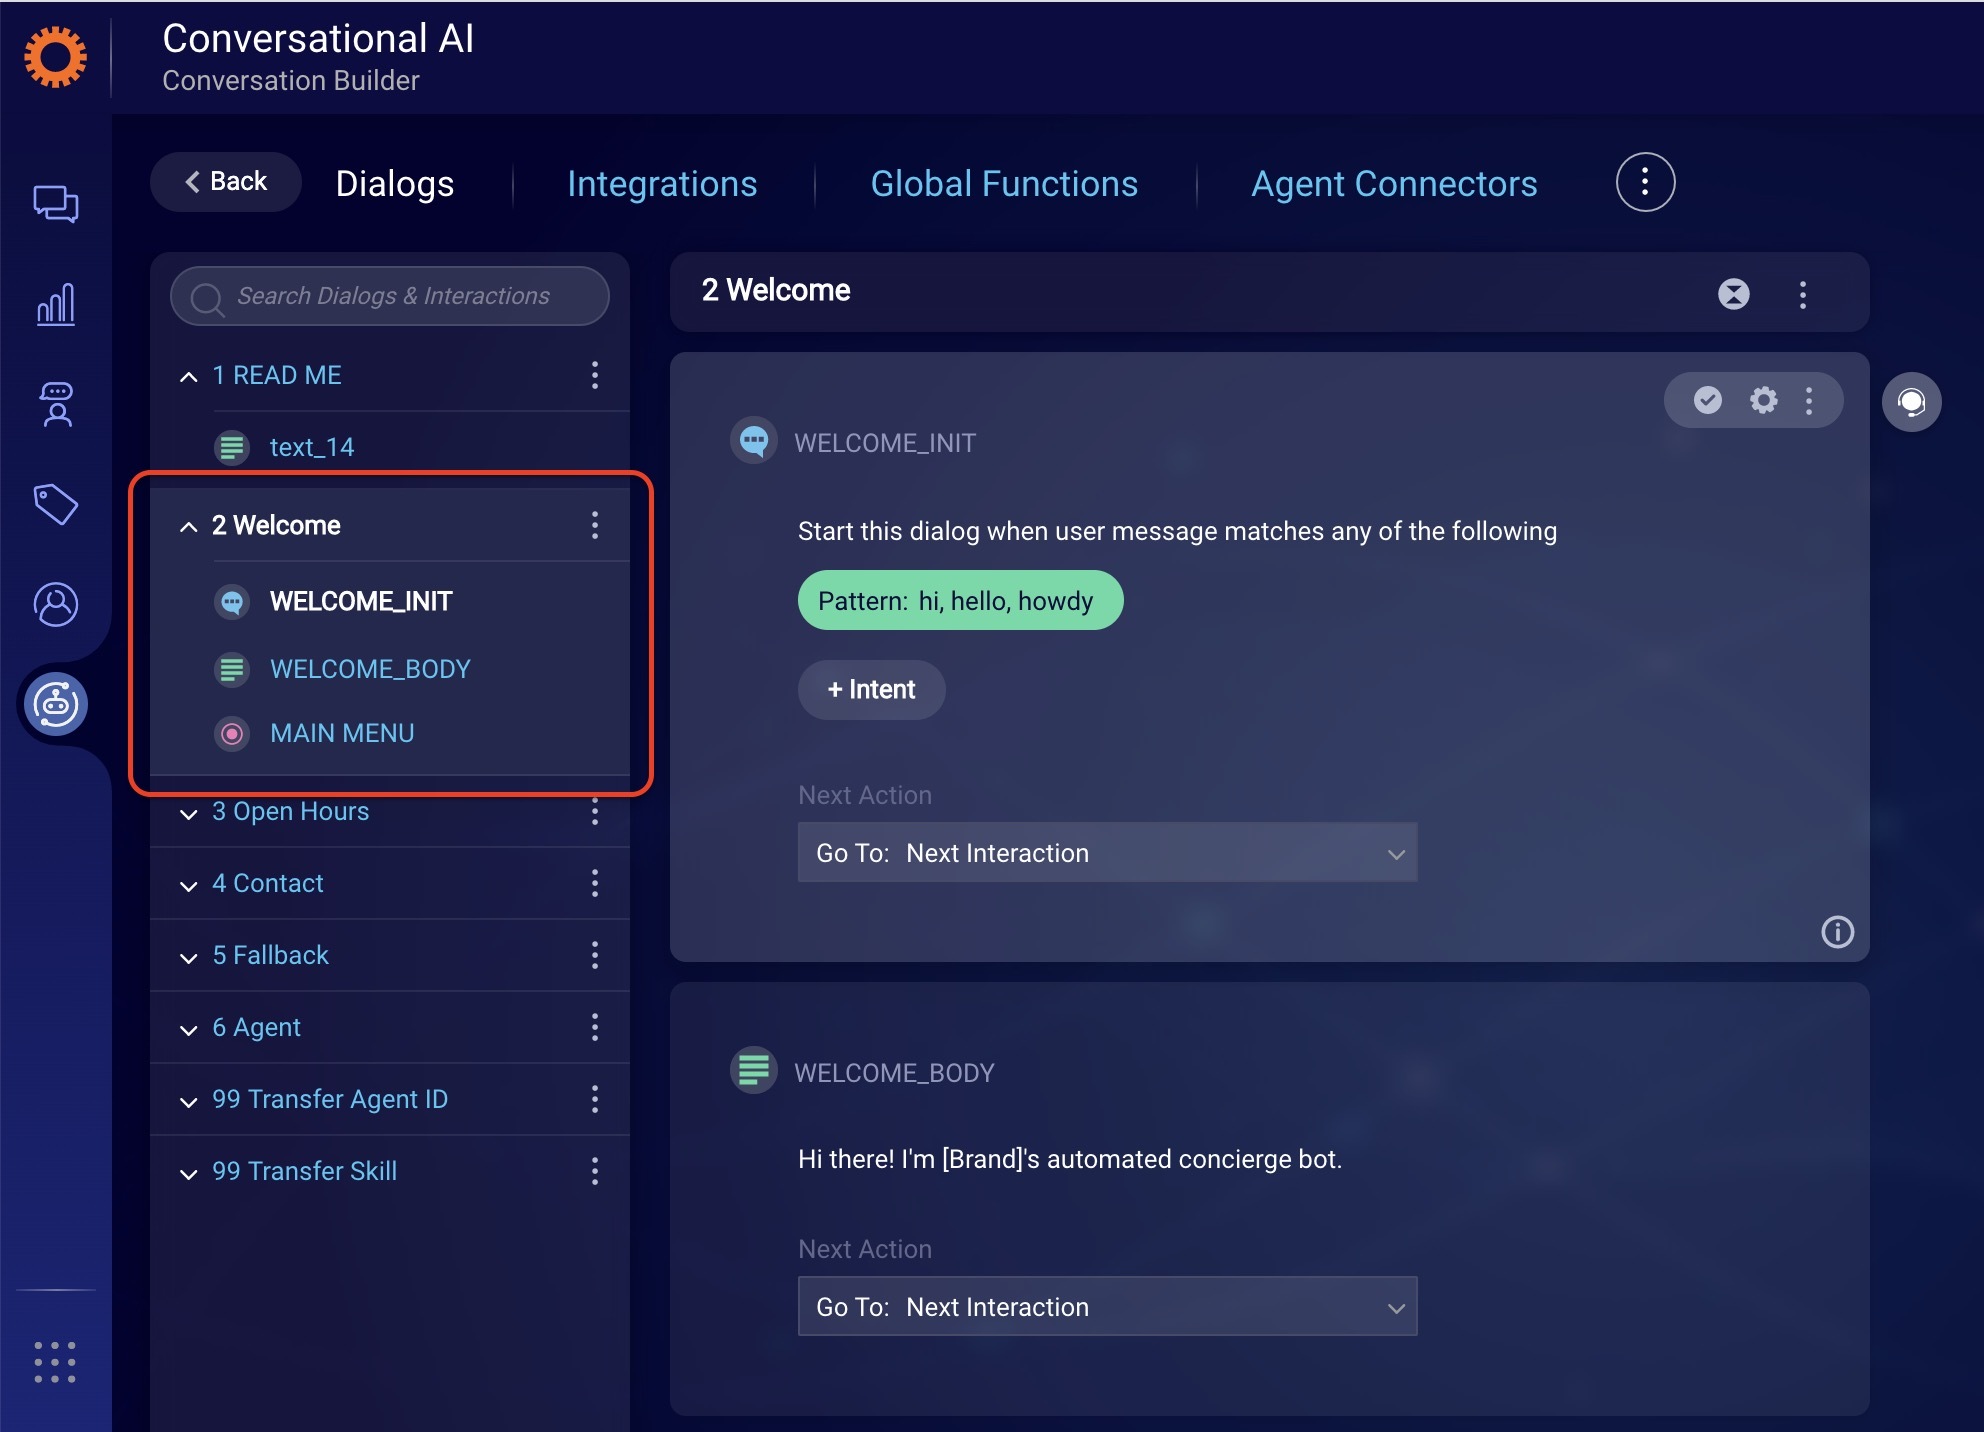 Conversational AI
Conversation Builder
Back
Dialogs
Integrations
Global Functions
Agent Connectors
Search Dialogs & Interactions
1 READ ME
text_14
2 Welcome
WELCOME_INIT
WELCOME_BODY
MAIN MENU
3 Open Hours
4 Contact
5 Fallback
6 Agent
99 Transfer Agent ID
99 Transfer Skill
2 Welcome
WELCOME_INIT
Start this dialog when user message matches any of the following
Pattern: hi, hello, howdy
+ Intent
Next Action
Go To: Next Interaction
WELCOME_BODY
Hi there! I'm [Brand]'s automated concierge bot.
Next Action
Go To: Next Interaction